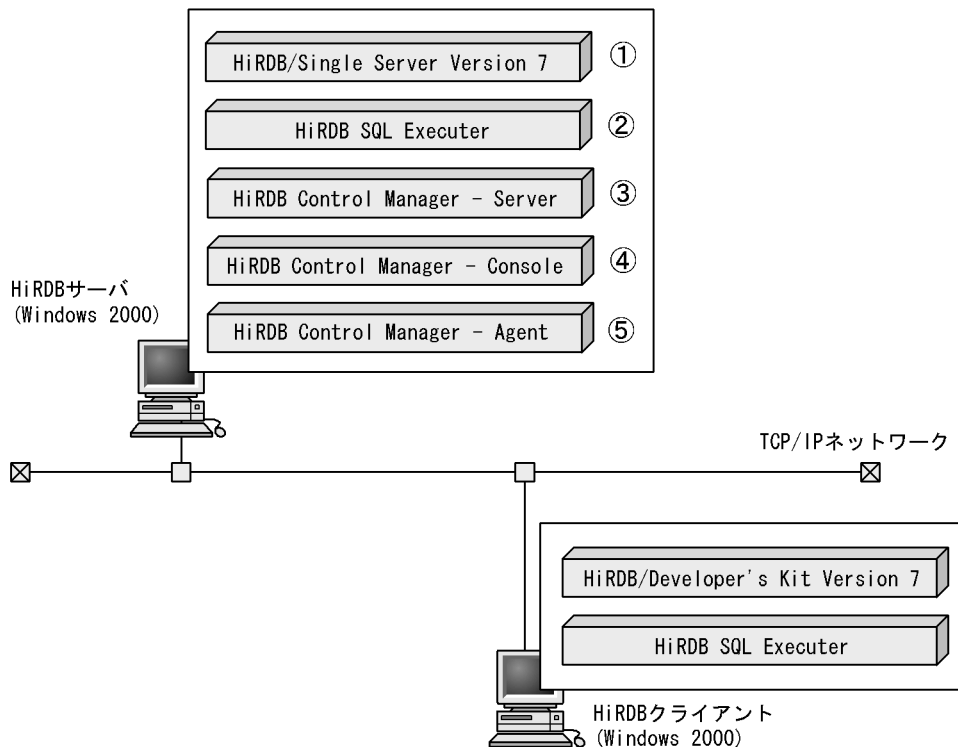 HiRDB/Single Server Version 7 ①
HiRDB SQL Executer ②
HiRDB Control Manager － Server ③
HiRDB Control Manager － Console ④
HiRDB Control Manager － Agent ⑤
HiRDBサーバ
(Windows 2000)
TCP/IPネットワーク
HiRDB/Developer's Kit Version 7
HiRDB SQL Executer
HiRDBクライアント
(Windows 2000)